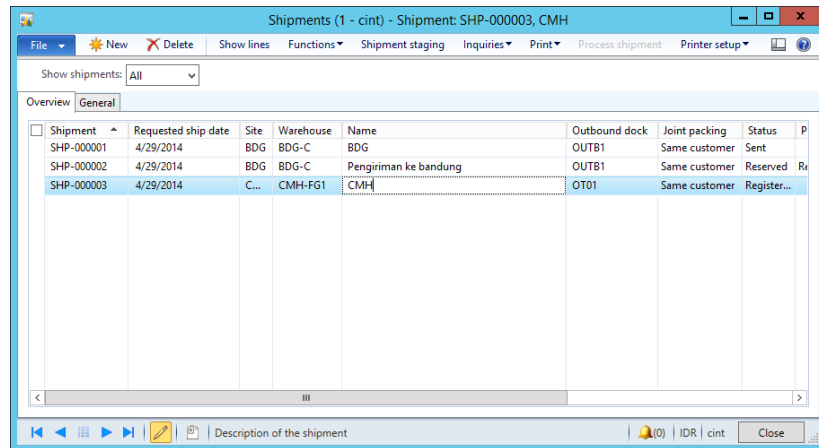 Shipments (1 - cint) - Shipment: SHP-000003, CMH
File New Delete Show lines Functions Shipment staging Inquiries Print Process shipment Printer setup
Show shipments: All
Overview General
Shipment Requested ship date Site Warehouse Name Outbound dock Joint packing Status P
SHP-000001 4/29/2014 BDG BDG-C BDG OUTB1 Same customer Sent
SHP-000002 4/29/2014 BDG BDG-C Pengiriman ke bandung OUTB1 Same customer Reserved Re
SHP-000003 4/29/2014 C... CMH-FG1 CMH OT01 Same customer Register...
Description of the shipment (0) IDR cint Close